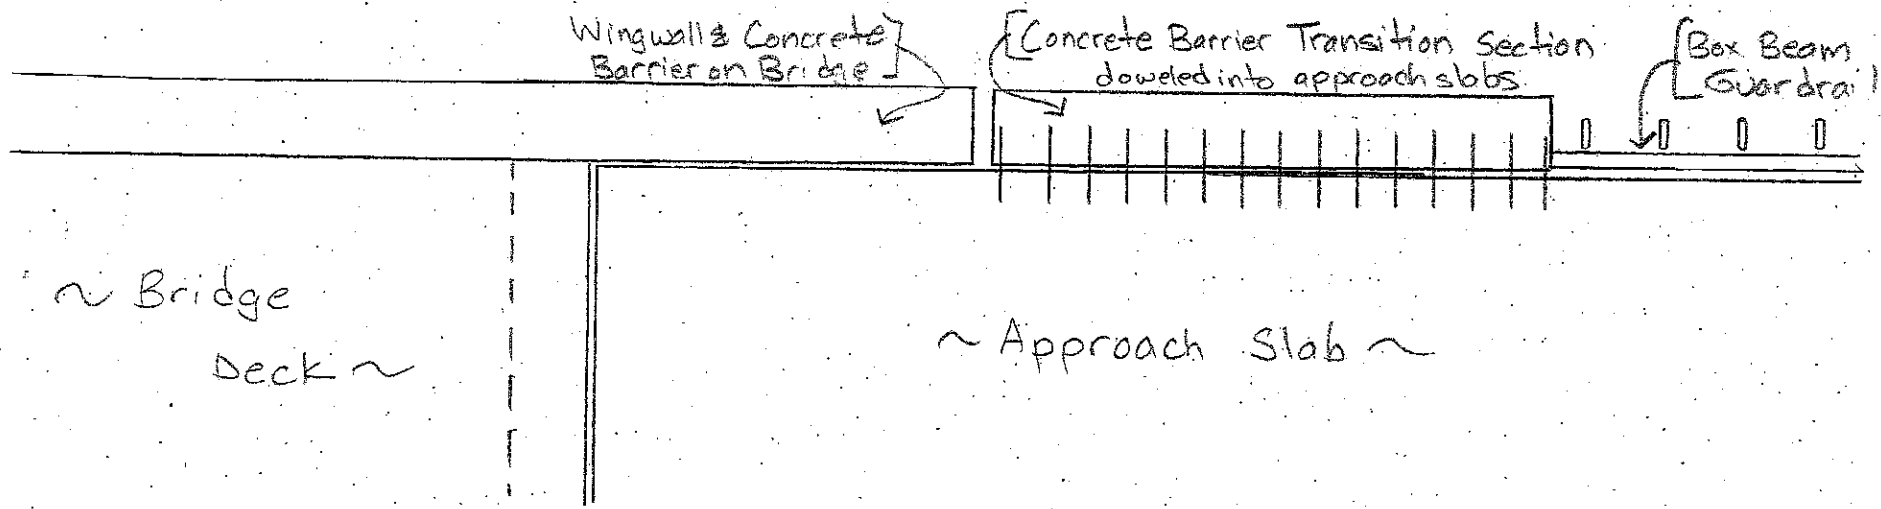 Wingwall & Concrete
Barrier on Bridge
Concrete Barrier Transition Section
doweled into approach slabs.
Box Beam
Guardrail
~ Bridge
Deck ~
~ Approach Slab ~